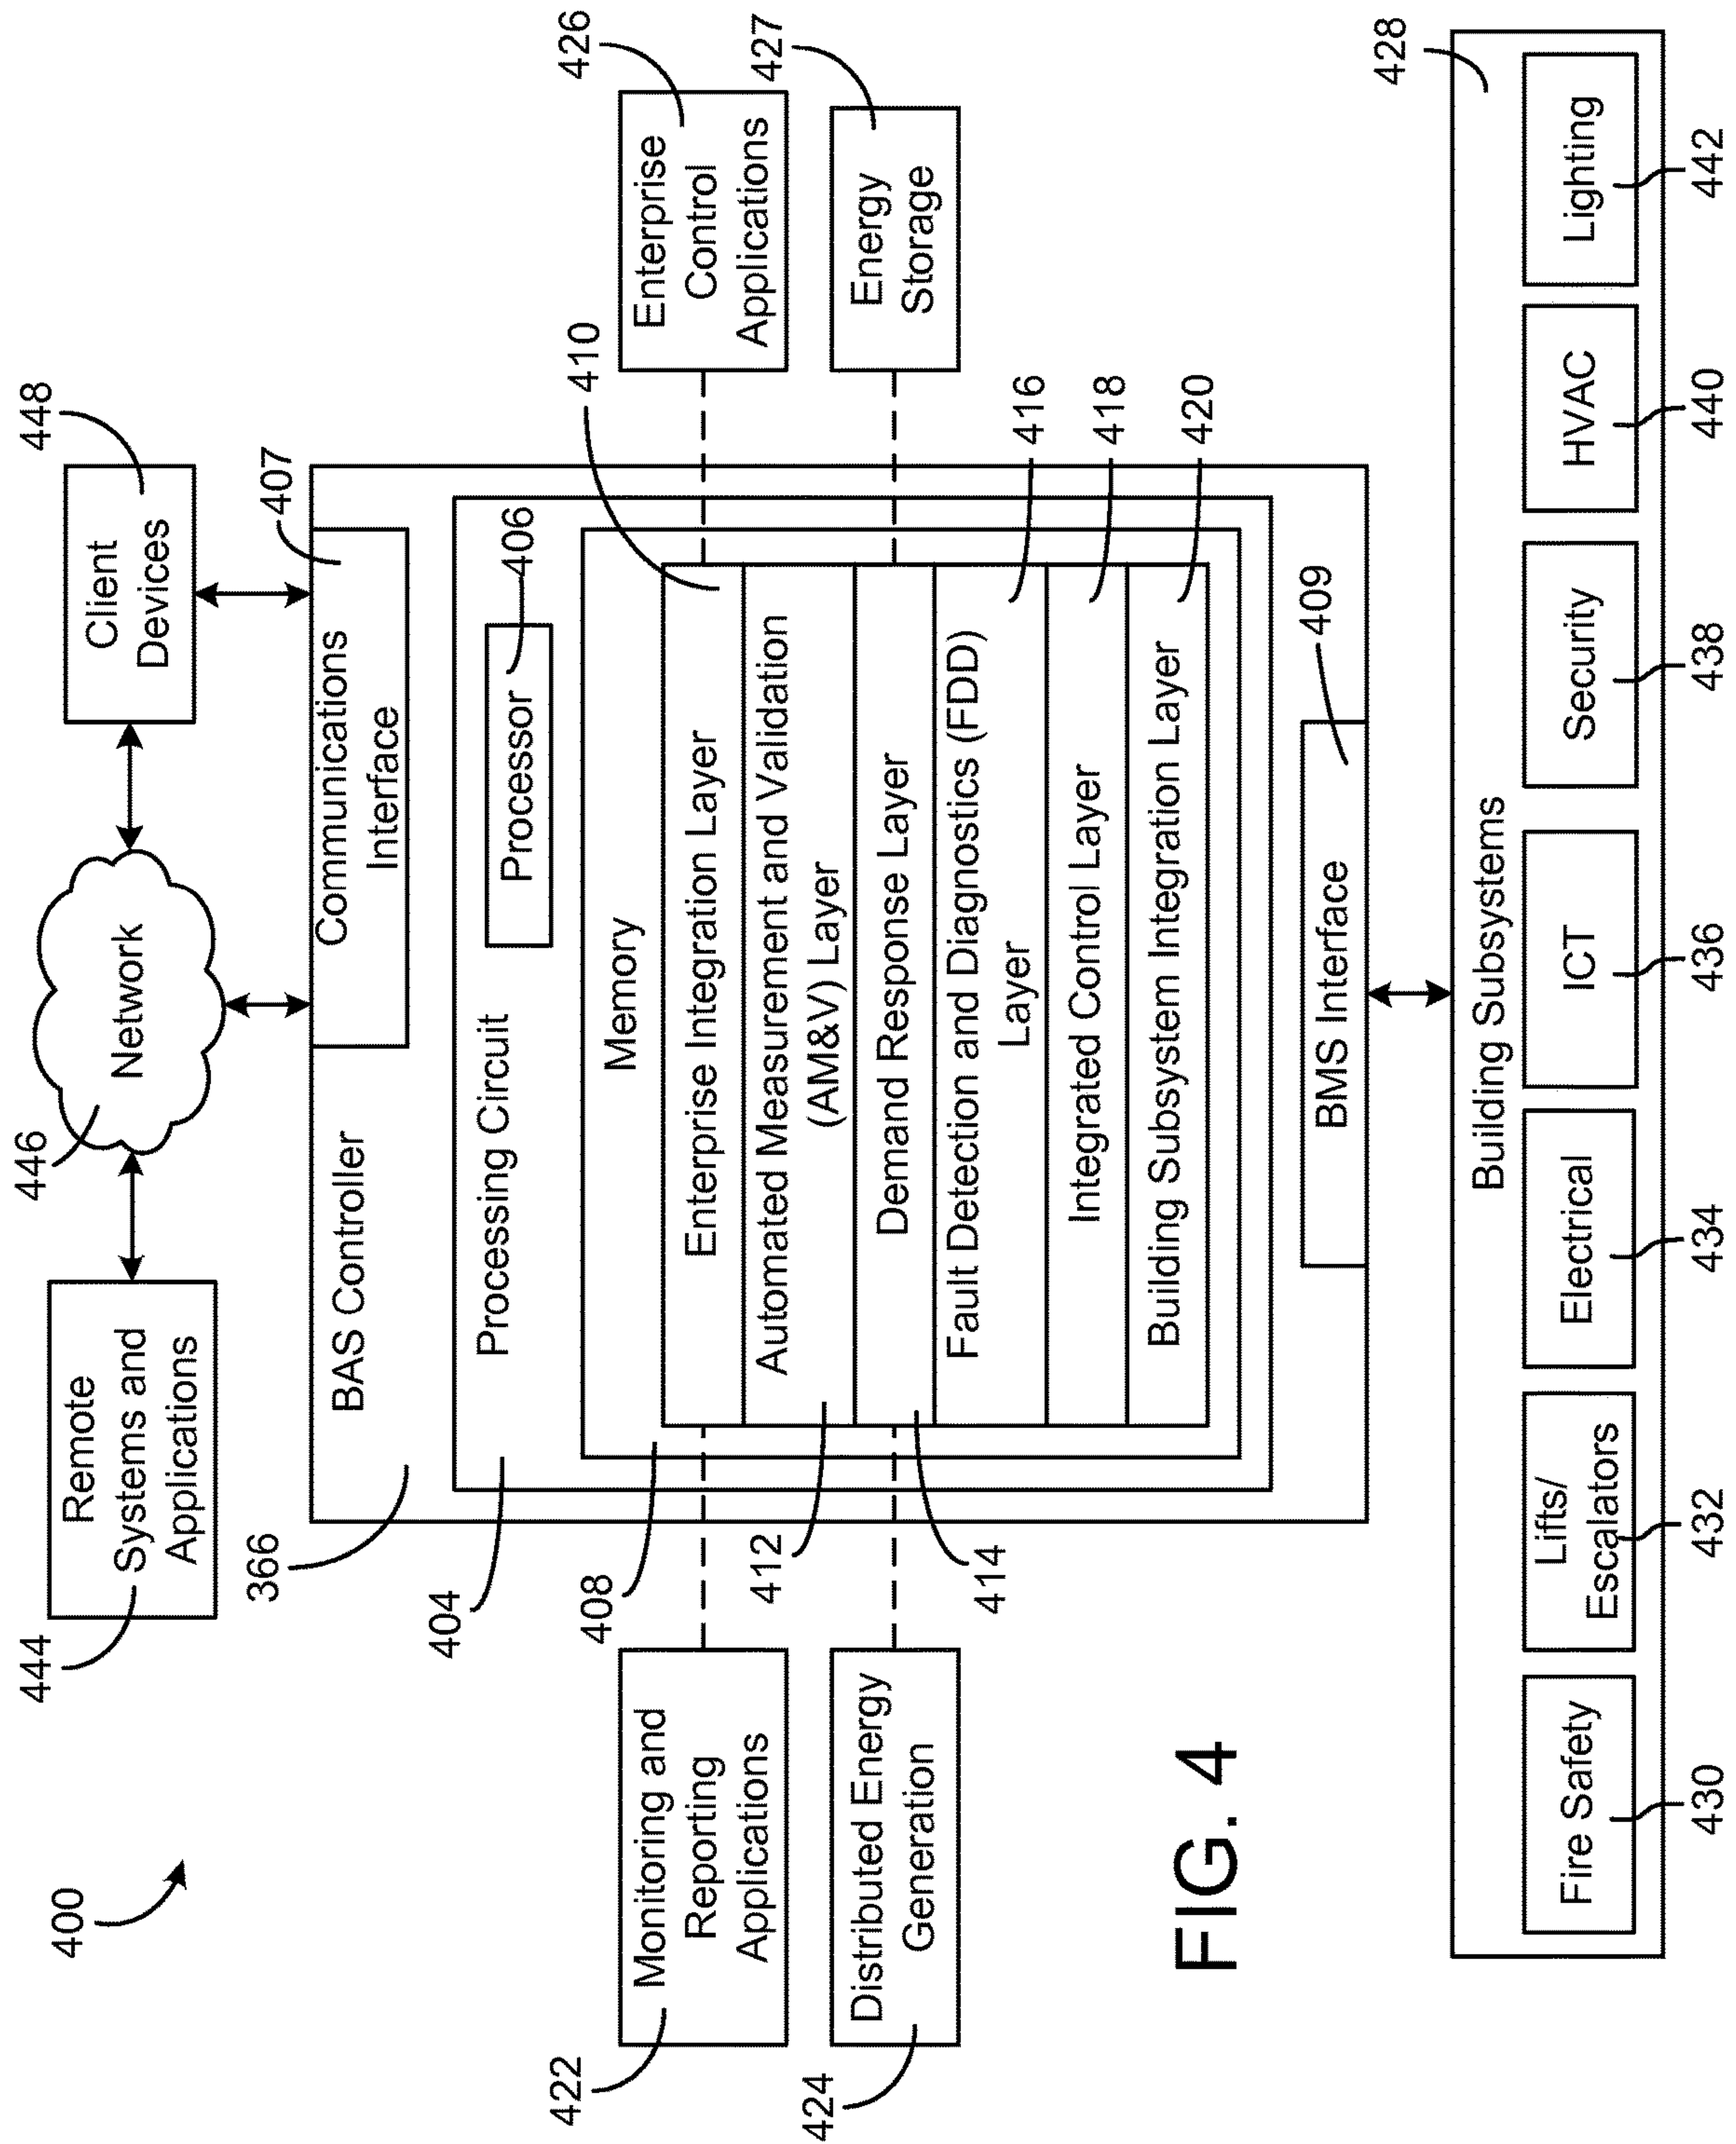 400
444
Remote
Systems and
Applications
446
Network
448
Client
Devices
366
BAS Controller
407
Communications
Interface
404
Processing Circuit
Processor
406
408
Memory
410
Enterprise Integration Layer
412
Automated Measurement and Validation
(AM&V) Layer
414
Demand Response Layer
Fault Detection and Diagnostics (FDD)
Layer
416
Integrated Control Layer
418
Building Subsystem Integration Layer
420
BMS Interface
409
422
Monitoring and
Reporting
Applications
424
Distributed Energy
Generation
426
Enterprise
Control
Applications
427
Energy
Storage
FIG. 4
428
Building Subsystems
Fire Safety
Lifts/
Escalators
Electrical
ICT
Security
HVAC
Lighting
430
432
434
436
438
440
442